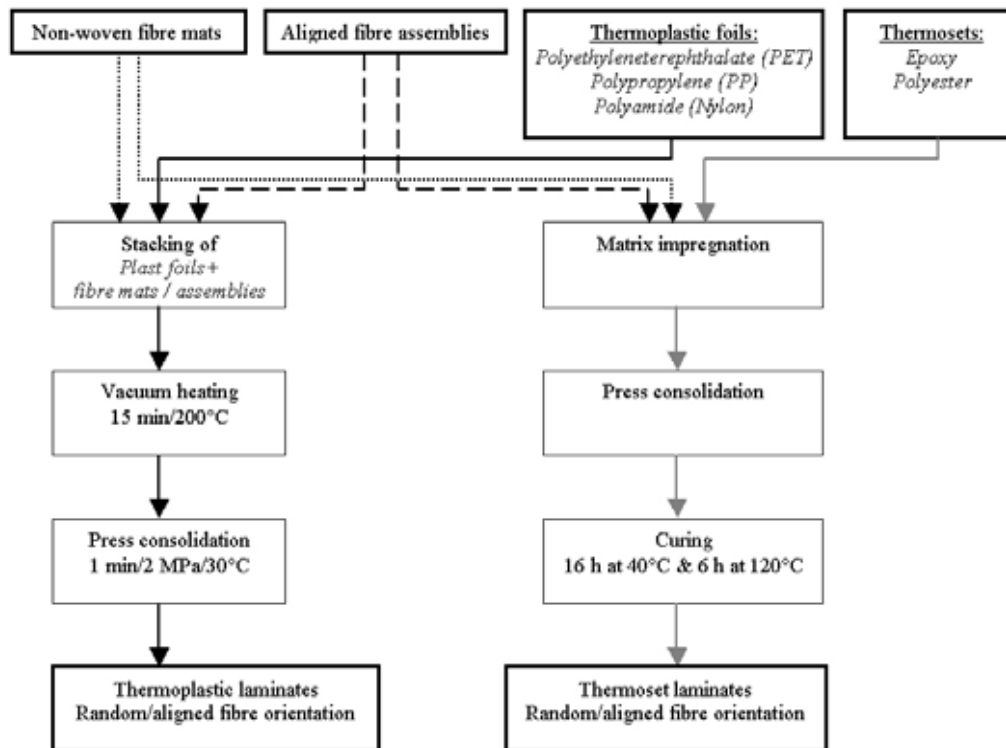 Non-woven fibre mats
Aligned fibre assemblies
Thermoplastic foils:
Polyethyleneterephthalate (PET)
Polypropylene (PP)
Polyamide (Nylon)
Thermosets:
Epoxy
Polyester
Stacking of
Plast foils+
fibre mats / assemblies
Matrix impregnation
Vacuum heating
15 min/200°C
Press consolidation
Press consolidation
1 min/2 MPa/30°C
Curing
16 h at 40°C & 6 h at 120°C
Thermoplastic laminates
Random/aligned fibre orientation
Thermoset laminates
Random/aligned fibre orientation